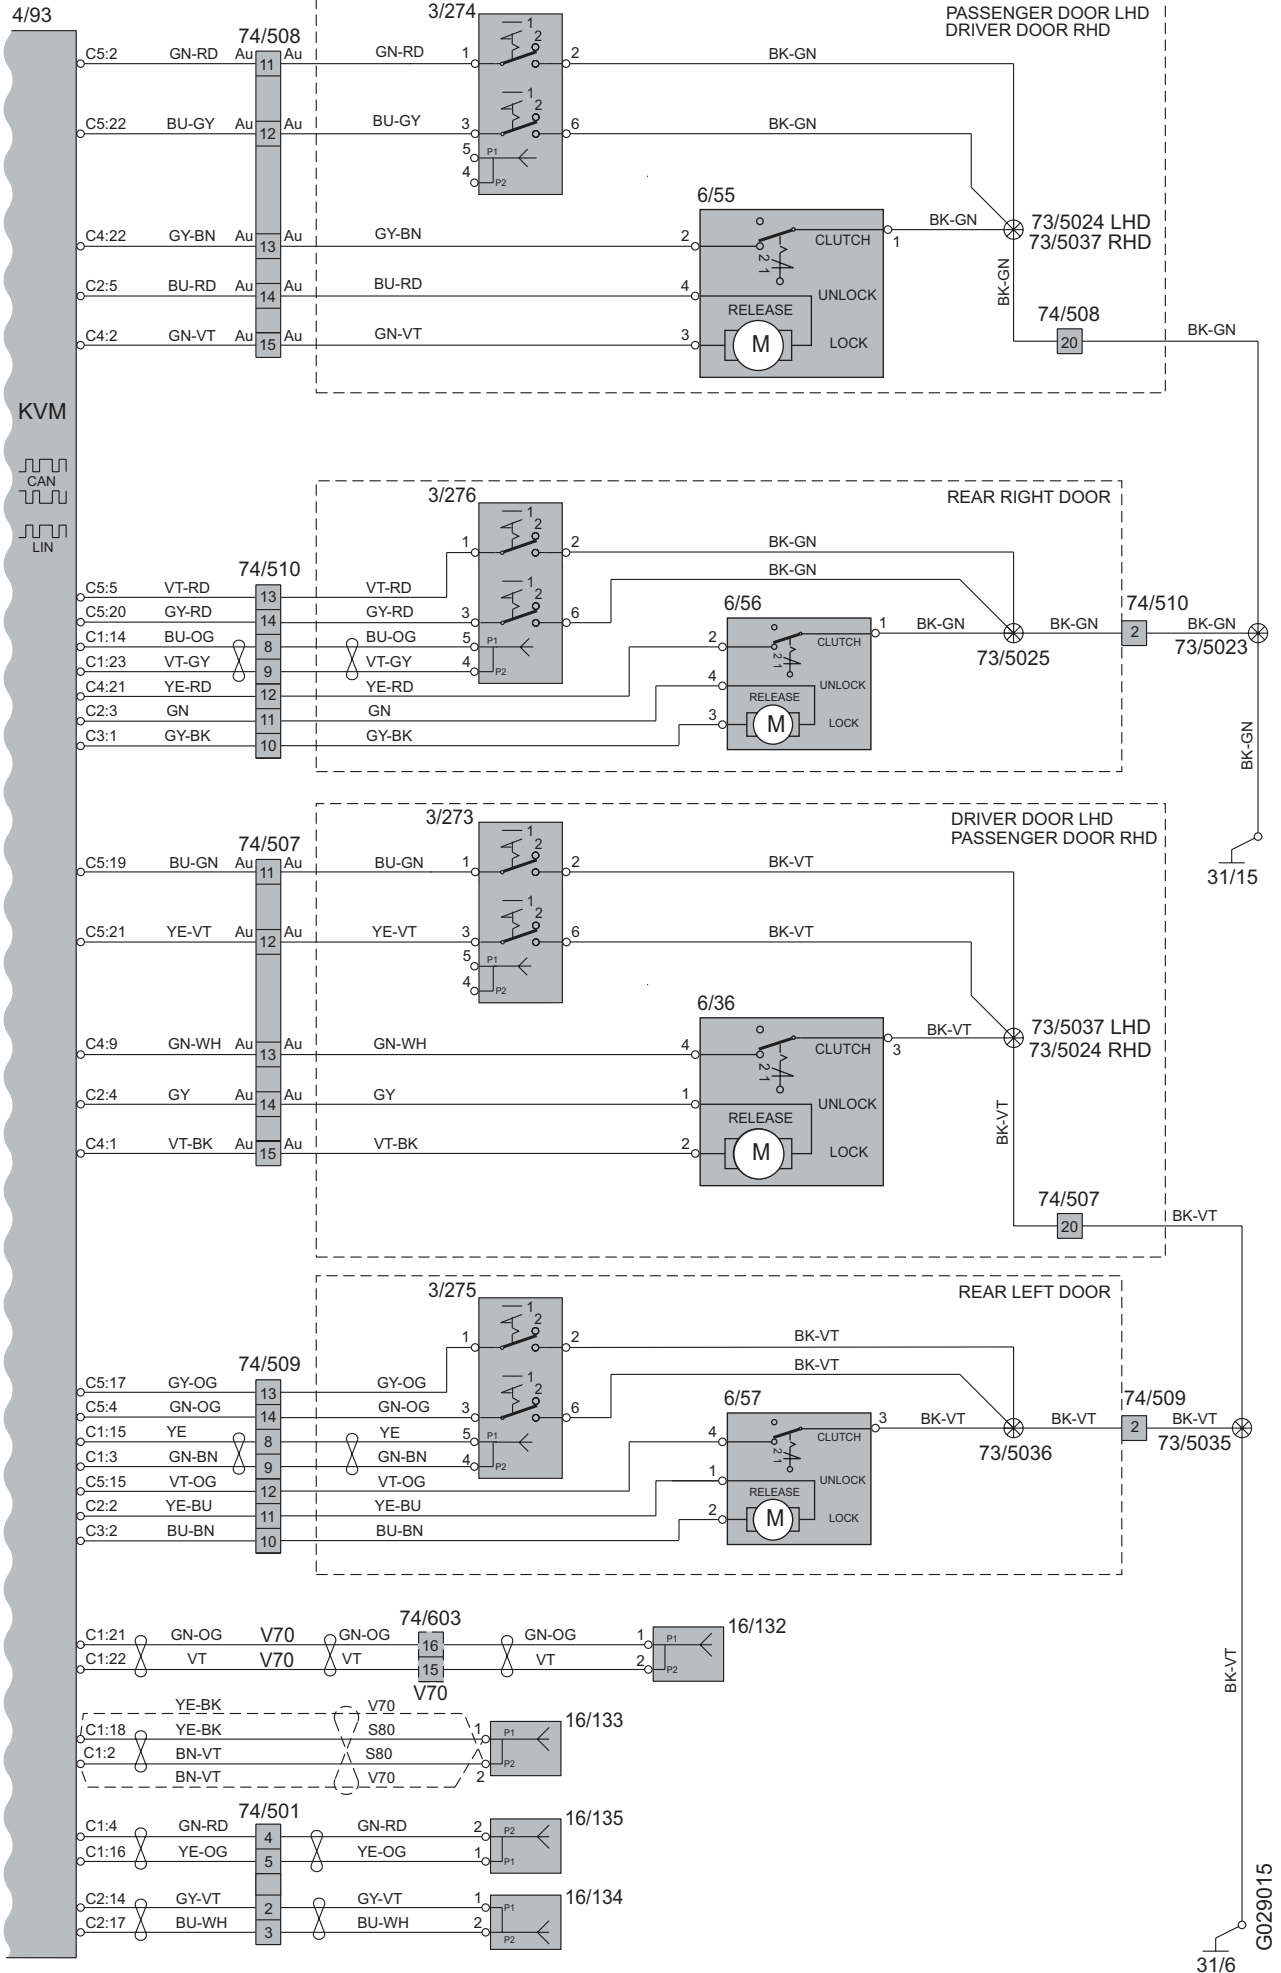 4/93
3/274
PASSENGER DOOR LHD
DRIVER DOOR RHD
74/508
C5:2 GN-RD Au 11 Au GN-RD 1 1 2 2 BK-GN
C5:22 BU-GY Au 12 Au BU-GY 3 1 2 6 BK-GN
5 P1
4 P2
6/55
C4:22 GY-BN Au 13 Au GY-BN 2 2 1 CLUTCH 1 BK-GN
73/5024 LHD
73/5037 RHD
BK-GN
C2:5 BU-RD Au 14 Au BU-RD 4 UNLOCK
RELEASE
74/508
C4:2 GN-VT Au 15 Au GN-VT 3 M LOCK 20 BK-GN
KVM
CAN
LIN
3/276
REAR RIGHT DOOR
1 1 2 2 BK-GN
74/510
BK-GN
C5:5 VT-RD 13 VT-RD
C5:20 GY-RD 14 GY-RD 3 1 2 6
6/56
74/510
C1:14 BU-OG 8 BU-OG 5 P1
2 2 1 CLUTCH 1 BK-GN 73/5025 BK-GN 2 BK-GN 73/5023
C1:23 VT-GY 9 VT-GY 4 P2
C4:21 YE-RD 12 YE-RD
4 UNLOCK
RELEASE
C2:3 GN 11 GN
3 M LOCK
C3:1 GY-BK 10 GY-BK
BK-GN
31/15
3/273
DRIVER DOOR LHD
PASSENGER DOOR RHD
74/507
C5:19 BU-GN Au 11 Au BU-GN 1 1 2 2 BK-VT
C5:21 YE-VT Au 12 Au YE-VT 3 1 2 6 BK-VT
5 P1
4 P2
6/36
C4:9 GN-WH Au 13 Au GN-WH 4 2 1 CLUTCH 3 BK-VT
73/5037 LHD
73/5024 RHD
BK-VT
C2:4 GY Au 14 Au GY 1 UNLOCK
RELEASE
C4:1 VT-BK Au 15 Au VT-BK 2 M LOCK
74/507
20 BK-VT
3/275
REAR LEFT DOOR
1 1 2 2 BK-VT
74/509
BK-VT
C5:17 GY-OG 13 GY-OG
C5:4 GN-OG 14 GN-OG 3 1 2 6
6/57
74/509
C1:15 YE 8 YE 5 P1
4 2 1 CLUTCH 3 BK-VT 73/5036 BK-VT 2 BK-VT 73/5035
C1:3 GN-BN 9 GN-BN 4 P2
C5:15 VT-OG 12 VT-OG
1 UNLOCK
RELEASE
C2:2 YE-BU 11 YE-BU
2 M LOCK
C3:2 BU-BN 10 BU-BN
74/603
C1:21 GN-OG V70 GN-OG 16 GN-OG 1 P1 16/132
C1:22 VT V70 VT 15 VT 2 P2
V70
BK-VT
YE-BK V70
C1:18 YE-BK S80 1 P1 16/133
C1:2 BN-VT S80 P2
BN-VT V70 2
74/501
C1:4 GN-RD 4 GN-RD 2 P2 16/135
C1:16 YE-OG 5 YE-OG 1 P1
C2:14 GY-VT 2 GY-VT 1 P1 16/134
C2:17 BU-WH 3 BU-WH 2 P2
31/6
G029015